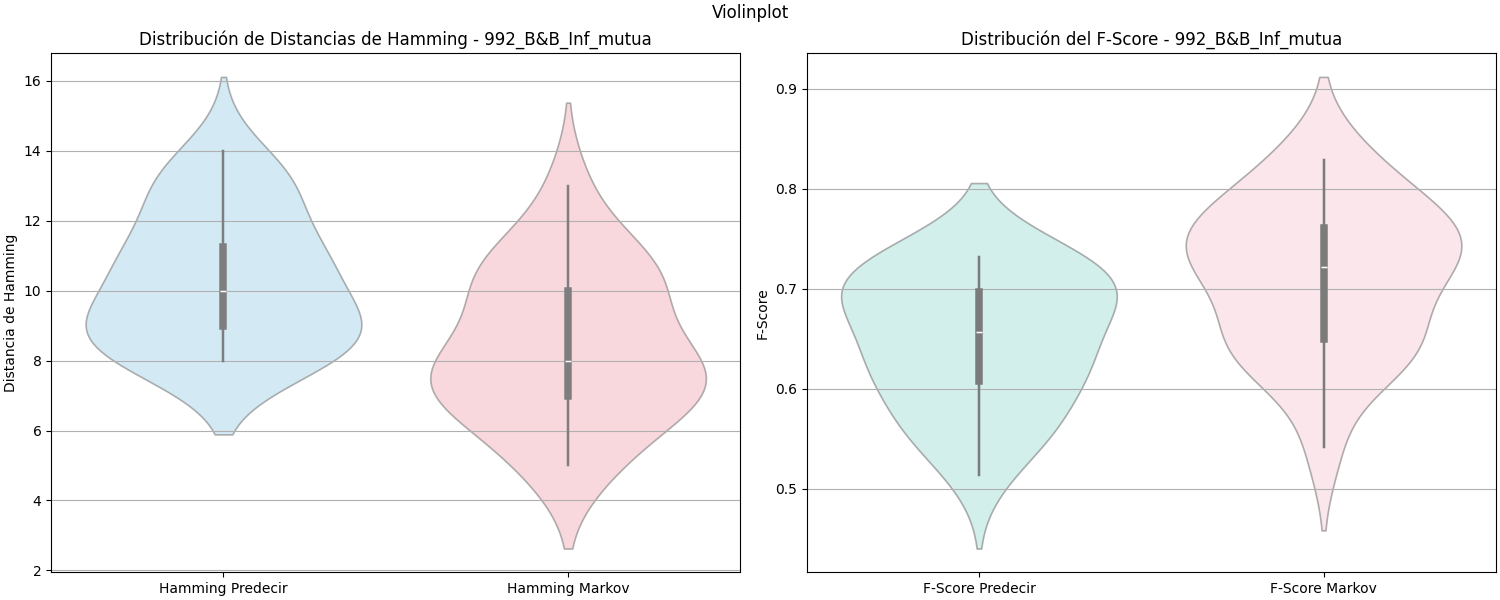 Violinplot
Distribución de Distancias de Hamming - 992_B&B_Inf_mutua
Distancia de Hamming
16
14
12
10
8
6
4
2
Hamming Predecir
Hamming Markov
Distribución del F-Score - 992_B&B_Inf_mutua
F-Score
0.9
0.8
0.7
0.6
0.5
F-Score Predecir
F-Score Markov